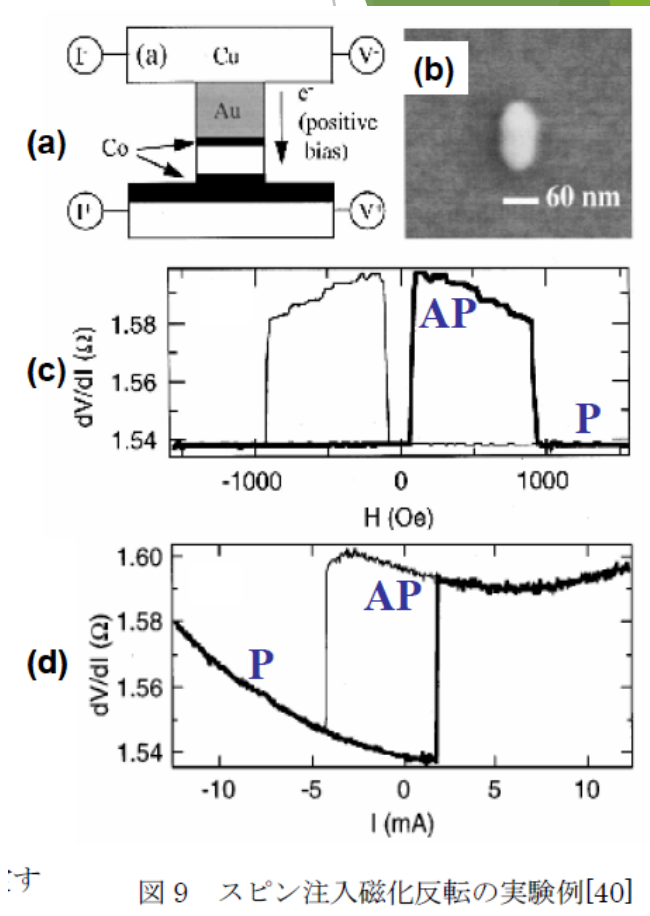 I⁻ (a) Cu V⁻
(b)
Au
e⁻
(positive
bias)
(a)
Co
60 nm
V⁺
(c)
1.58
1.56
1.54
dV/dI (Ω)
AP
P
-1000 0 1000
H (Oe)
(d)
1.60
1.58
1.56
1.54
dV/dI (Ω)
P
AP
-10 -5 0 5 10
I (mA)
す
図 9 スピン注入磁化反転の実験例[40]